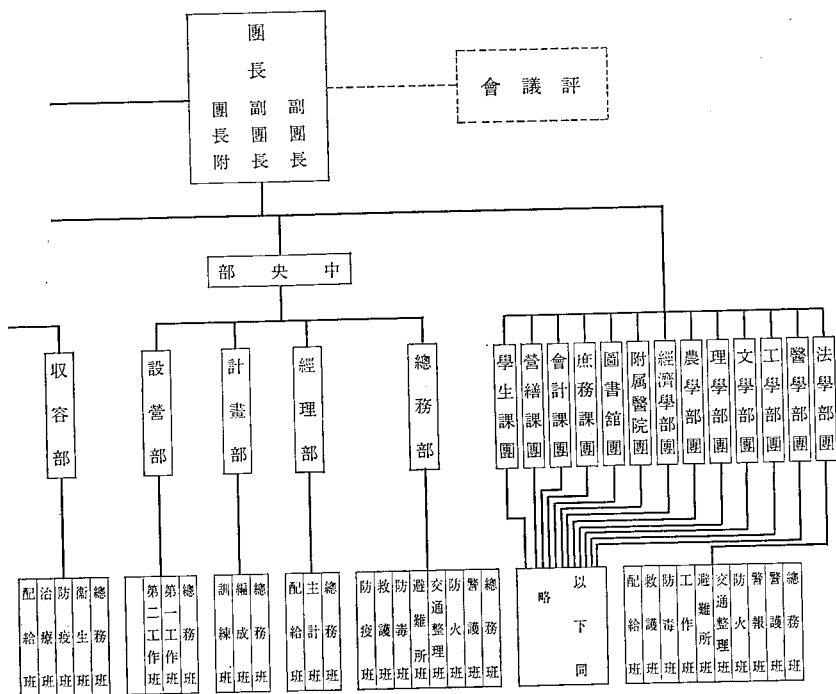 團長
副團長
副團長
團長附
評議會
中央部
法學部團
醫學部團
工學部團
文學部團
理學部團
農學部團
經濟學部團
附属醫院團
圖書舘團
庶務課團
會計課團
營繕課團
學生課團
總務部
經理部
計畫部
設營部
収容部
總務班
警護班
警報班
防火班
交通整理班
避難所班
工作班
防毒班
救護班
配給班
以下同
略
總務班
警護班
防火班
交通整理班
避難所班
防毒班
救護班
防疫班
總務班
主計班
配給班
總務班
編成班
訓練班
總務班
第一工作班
第二工作班
總務班
衞生班
防疫班
治療班
配給班